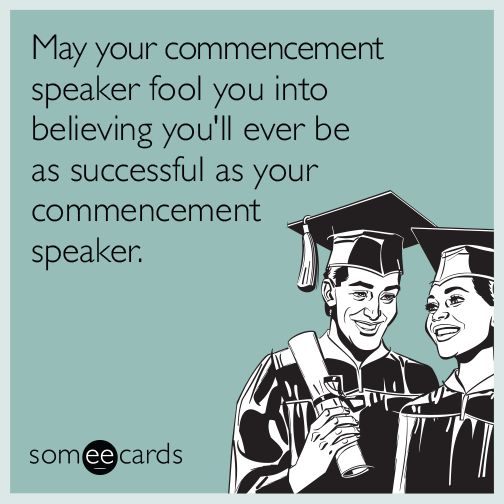 May your commencement
speaker fool you into
believing you'll ever be
as successful as your
commencement
speaker.
someecards